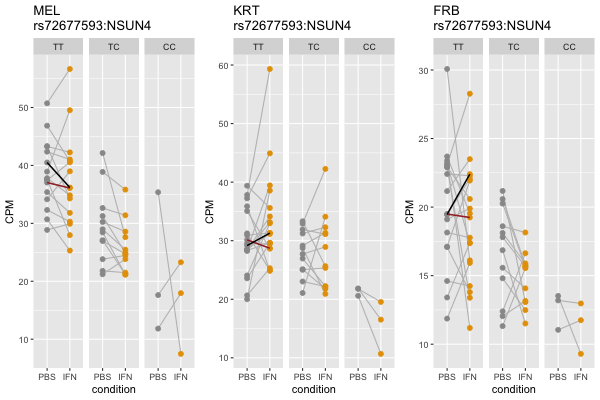 MEL
rs72677593:NSUN4
TT TC CC
CPM
50
40
30
20
10
PBS IFN PBS IFN PBS IFN
condition
KRT
rs72677593:NSUN4
TT TC CC
CPM
60
50
40
30
20
10
PBS IFN PBS IFN PBS IFN
condition
FRB
rs72677593:NSUN4
TT TC CC
CPM
30
25
20
15
10
PBS IFN PBS IFN PBS IFN
condition